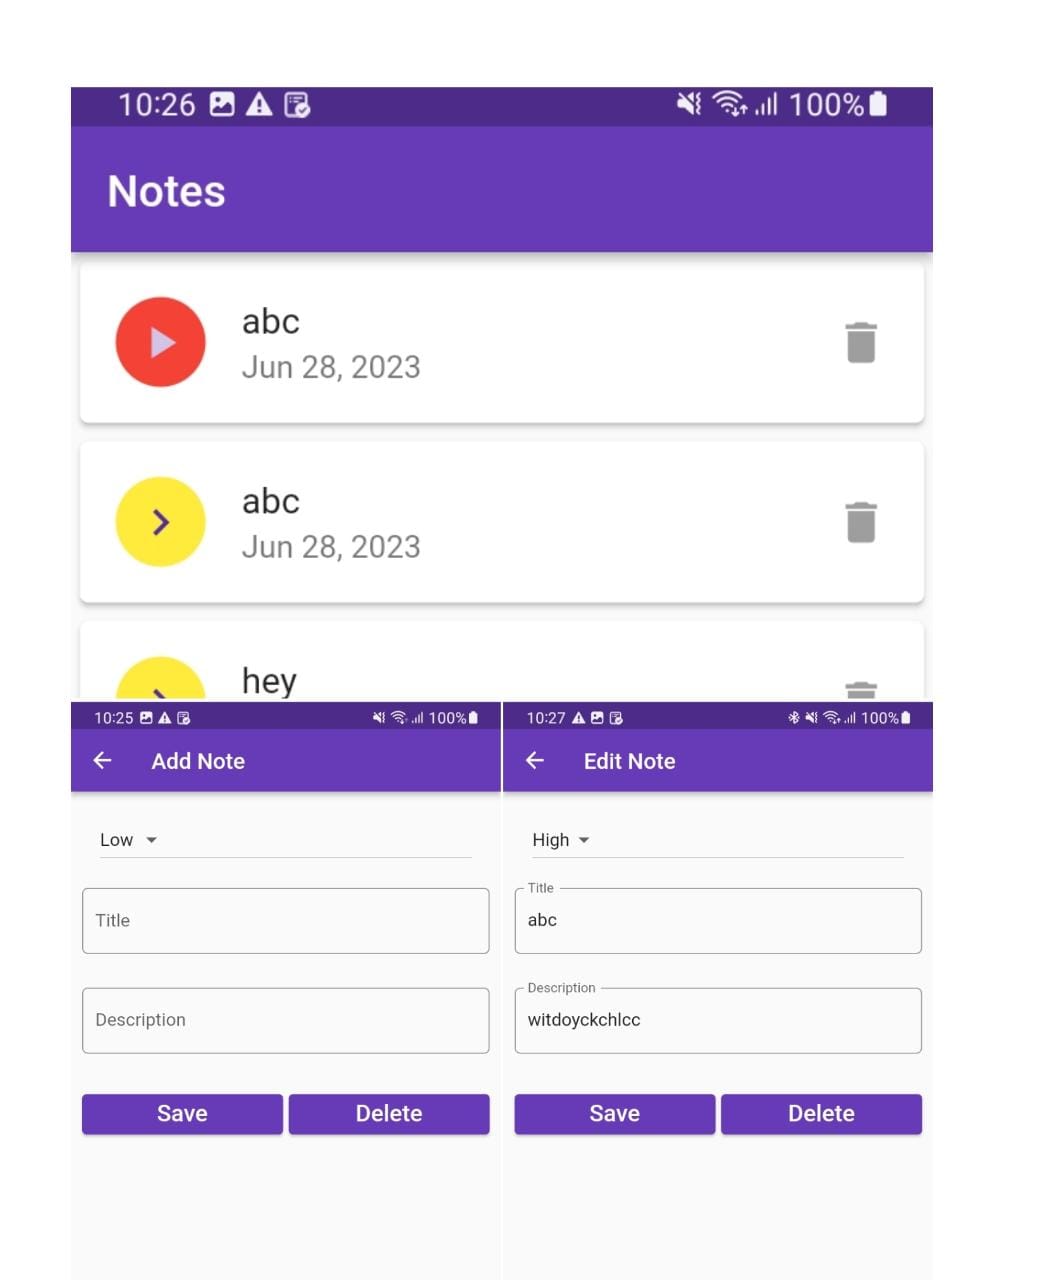 10:26 100%
Notes
abc
Jun 28, 2023
abc
Jun 28, 2023
hey
10:25 100%
Add Note
Low
Title
Description
Save Delete
10:27 100%
Edit Note
High
Title
abc
Description
witdoyckchlcc
Save Delete